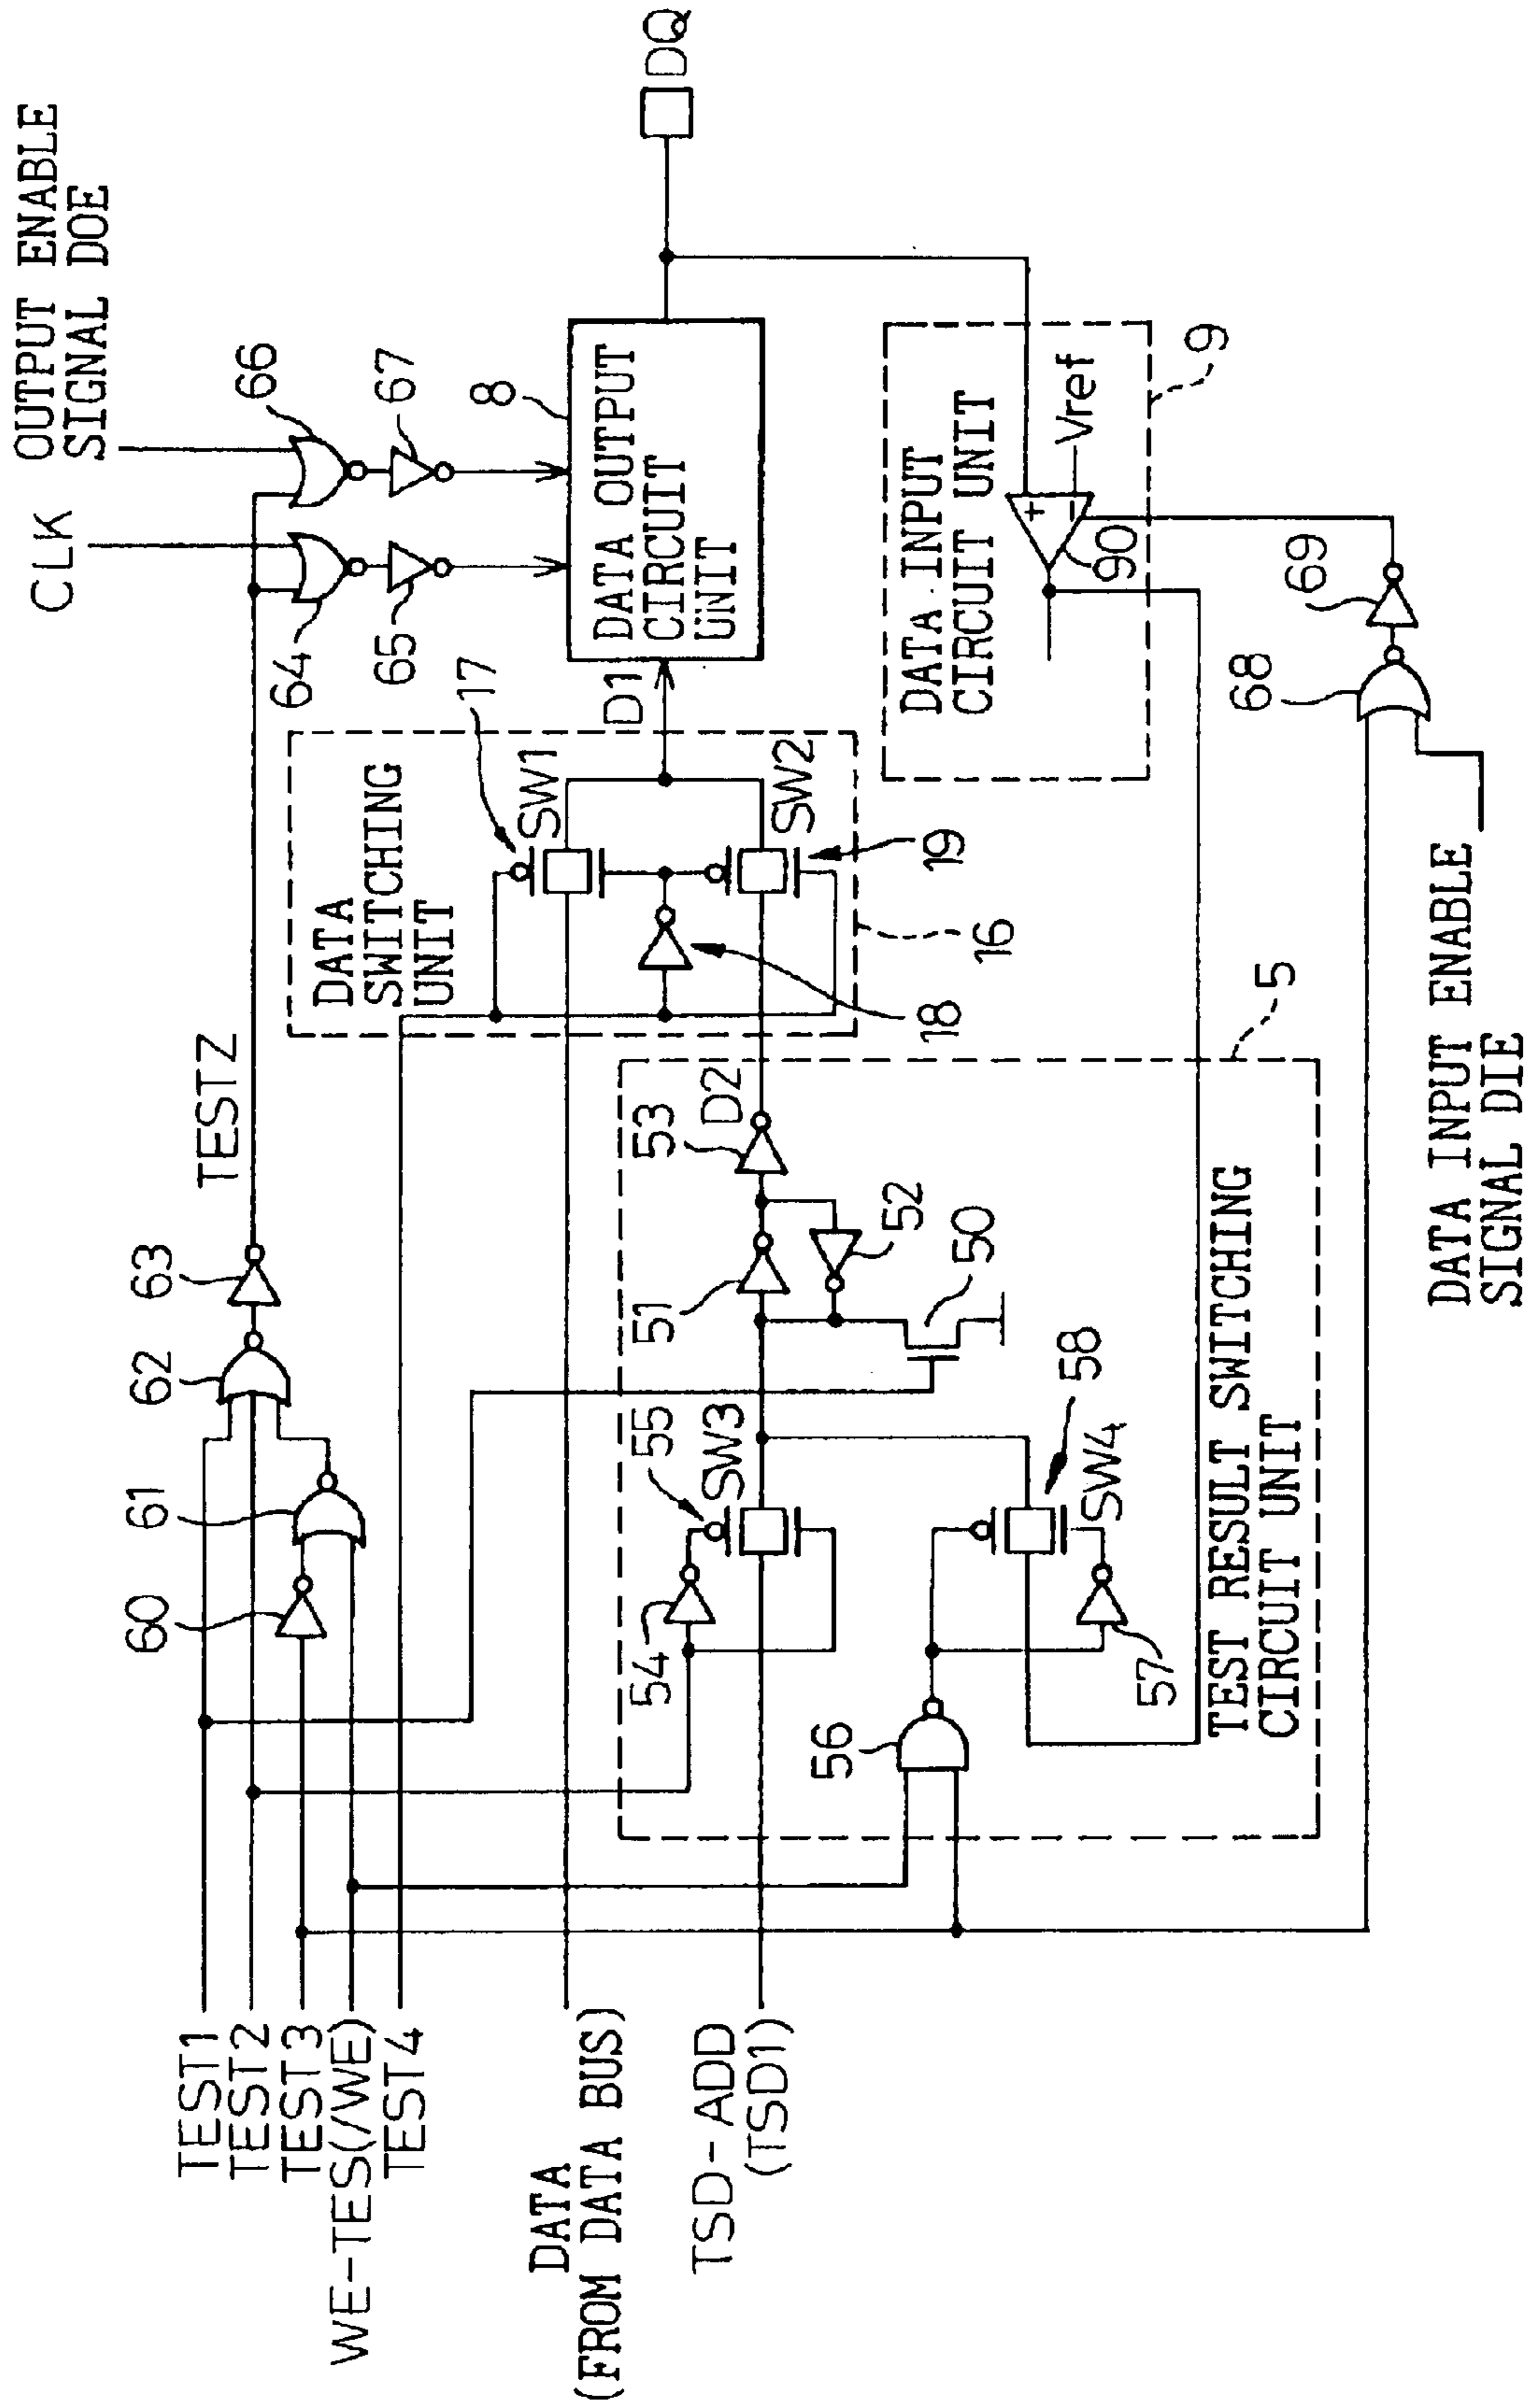 OUTPUT ENABLE
SIGNAL DOE
CLK
TESTZ
66
67
64
65
63
62
61
60
TEST1
TEST2
TEST3
WE-TES(/WE)
TEST4
DATA
SWITCHING
UNIT
17
SW1
SW2
18
19
16
D1
8
DATA OUTPUT
CIRCUIT
UNIT
DQ
DATA
(FROM DATA BUS)
TSD-ADD
(TSD1)
54
55
SW3
51
52
50
53
D2
56
57
58
SW4
TEST RESULT SWITCHING
CIRCUIT UNIT
5
DATA INPUT
CIRCUIT UNIT
+
−
Vref
90
9
68
69
DATA INPUT ENABLE
SIGNAL DIE